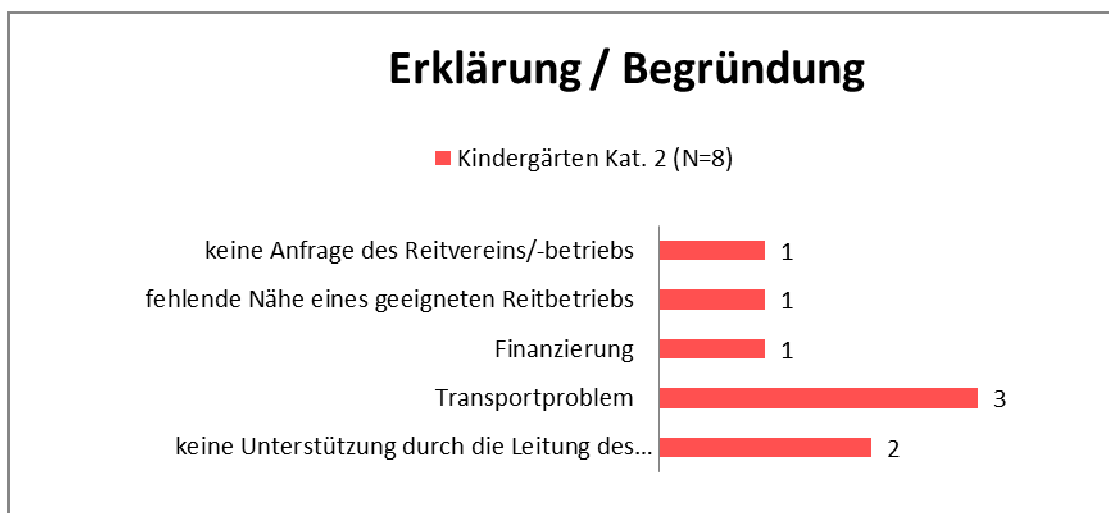 Erklärung / Begründung
Kindergärten Kat. 2 (N=8)
keine Anfrage des Reitvereins/-betriebs 1
fehlende Nähe eines geeigneten Reitbetriebs 1
Finanzierung 1
Transportproblem 3
keine Unterstützung durch die Leitung des... 2